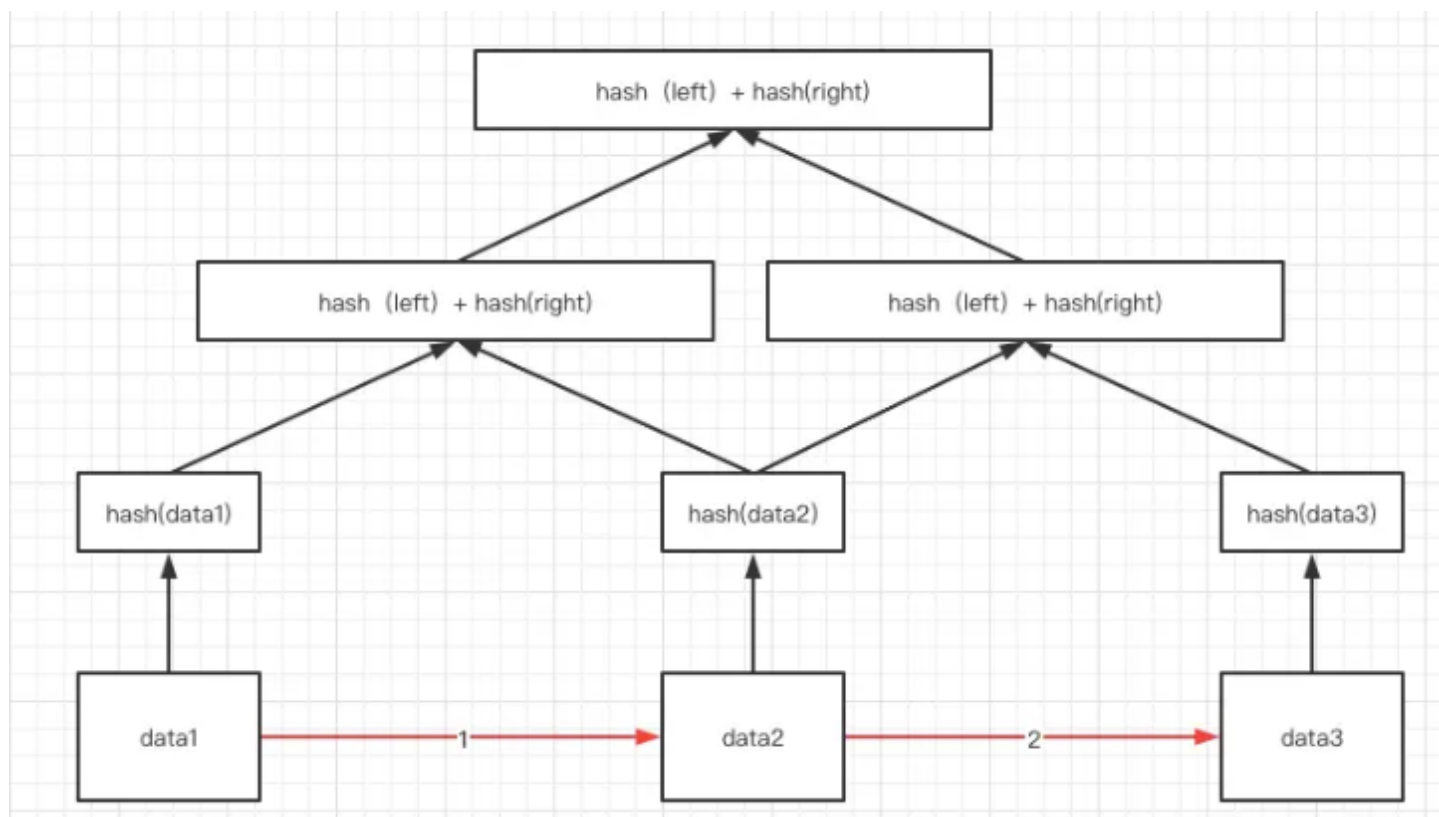 hash（left）+ hash(right)
hash（left）+ hash(right)
hash（left）+ hash(right)
hash(data1)
hash(data2)
hash(data3)
data1
1
data2
2
data3